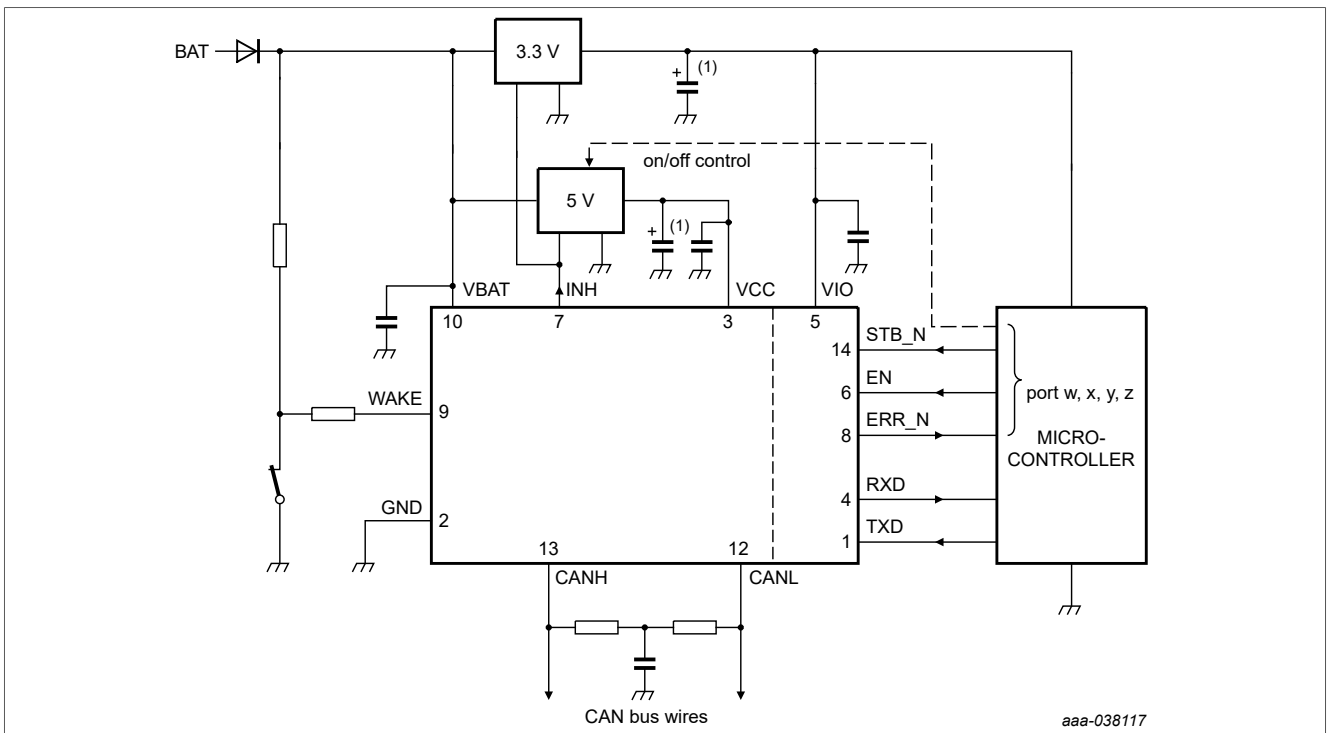 BAT
3.3 V
+
(1)
on/off control
5 V
+
(1)
VBAT
INH
VCC
VIO
10
7
3
5
STB_N
14
EN
6
port w, x, y, z
WAKE
9
ERR_N
8
MICRO-
CONTROLLER
RXD
4
GND
2
TXD
1
13
12
CANH
CANL
CAN bus wires
aaa-038117